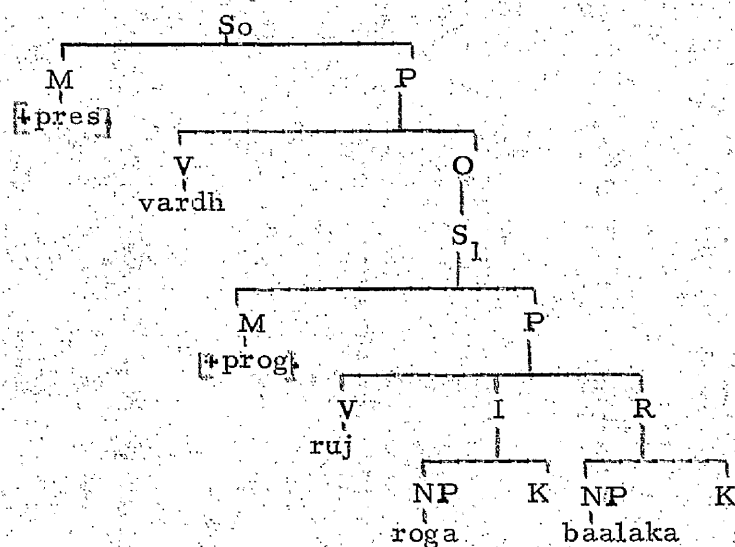 So
M P
[+pres]
V O
vardh
S1
M P
[+prog]
V I R
ruj
NP K NP K
roga baalaka